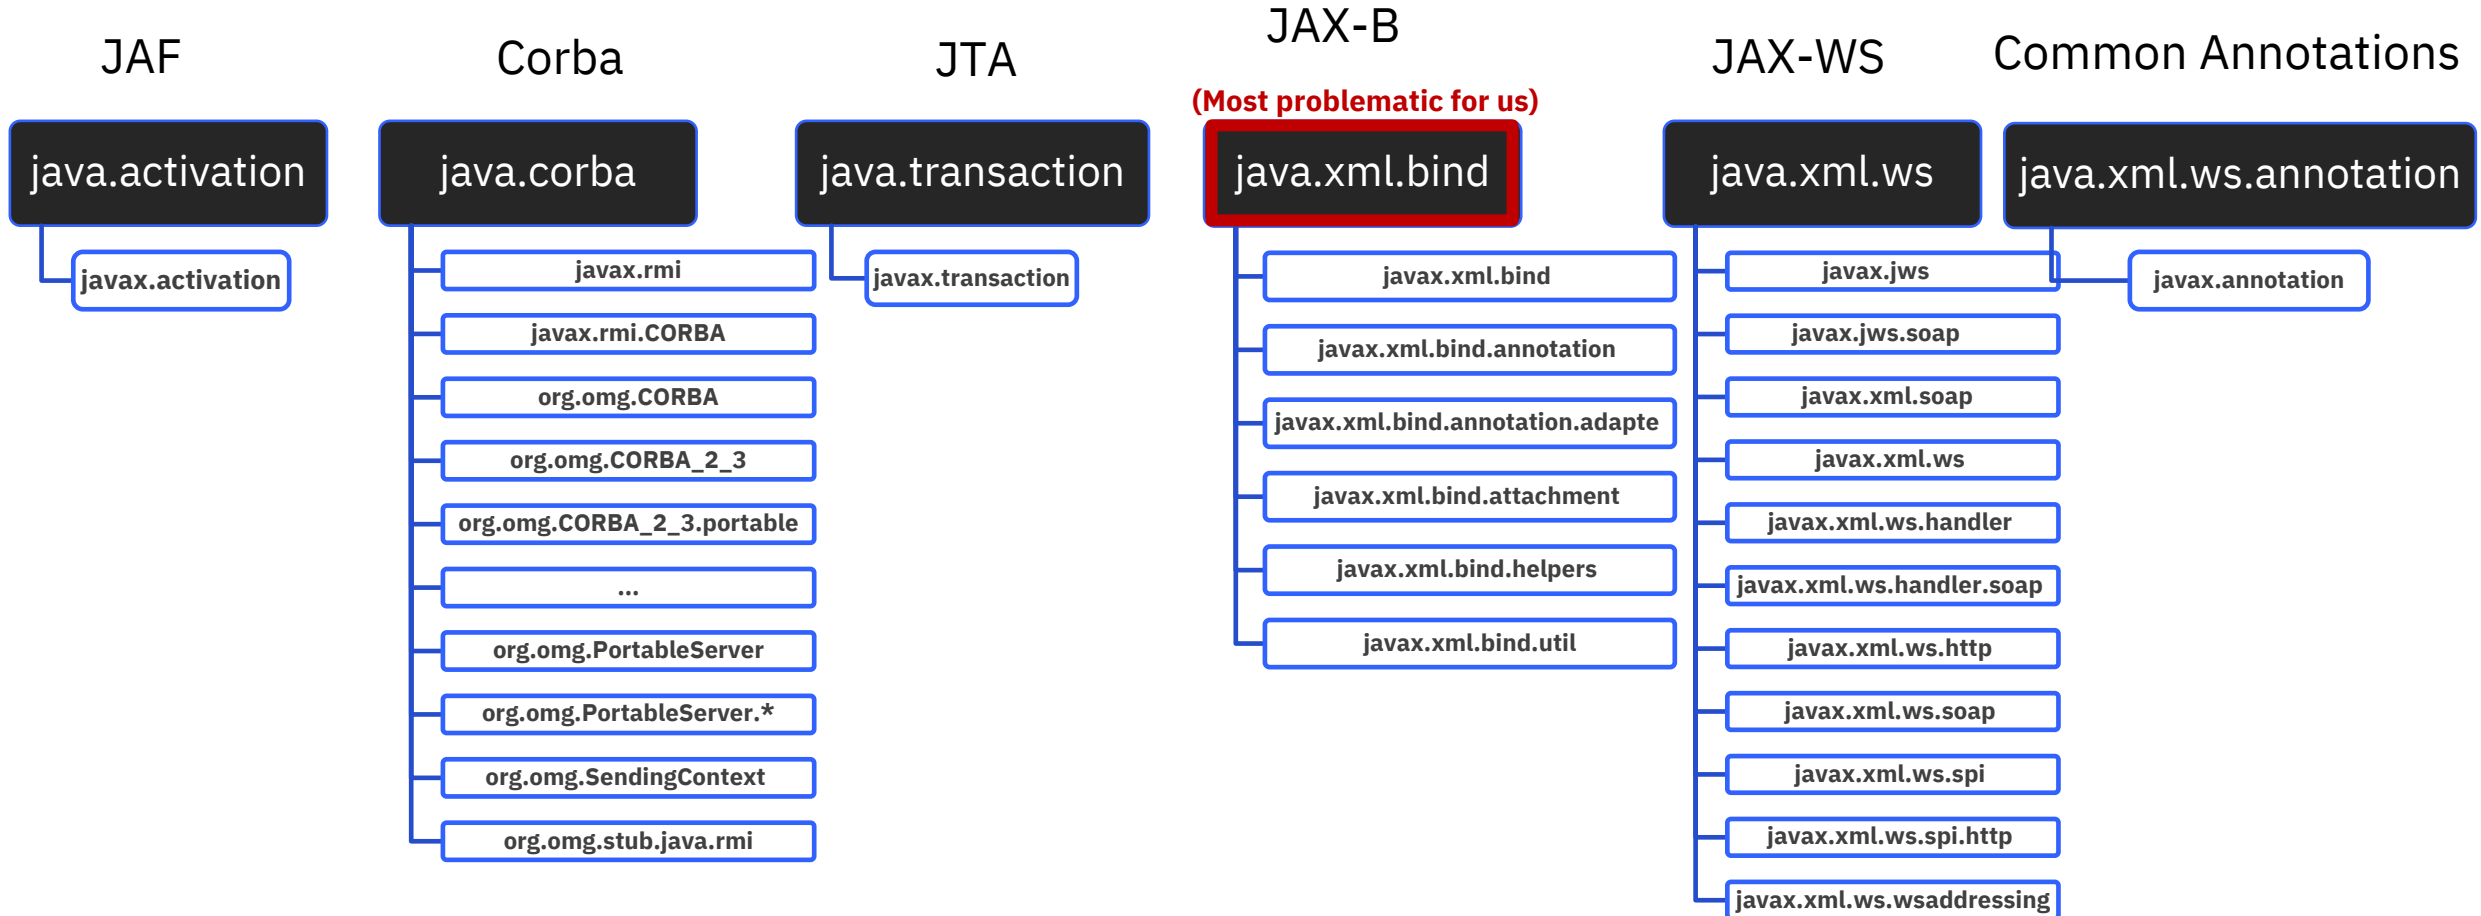 JAF
java.activation
javax.activation
Corba
java.corba
javax.rmi
javax.rmi.CORBA
org.omg.CORBA
org.omg.CORBA_2_3
org.omg.CORBA_2_3.portable
...
org.omg.PortableServer
org.omg.PortableServer.*
org.omg.SendingContext
org.omg.stub.java.rmi
JTA
java.transaction
javax.transaction
JAX-B
(Most problematic for us)
java.xml.bind
javax.xml.bind
javax.xml.bind.annotation
javax.xml.bind.annotation.adapte
javax.xml.bind.attachment
javax.xml.bind.helpers
javax.xml.bind.util
JAX-WS
java.xml.ws
javax.jws
javax.jws.soap
javax.xml.soap
javax.xml.ws
javax.xml.ws.handler
javax.xml.ws.handler.soap
javax.xml.ws.http
javax.xml.ws.soap
javax.xml.ws.spi
javax.xml.ws.spi.http
javax.xml.ws.wsaddressing
Common Annotations
java.xml.ws.annotation
javax.annotation